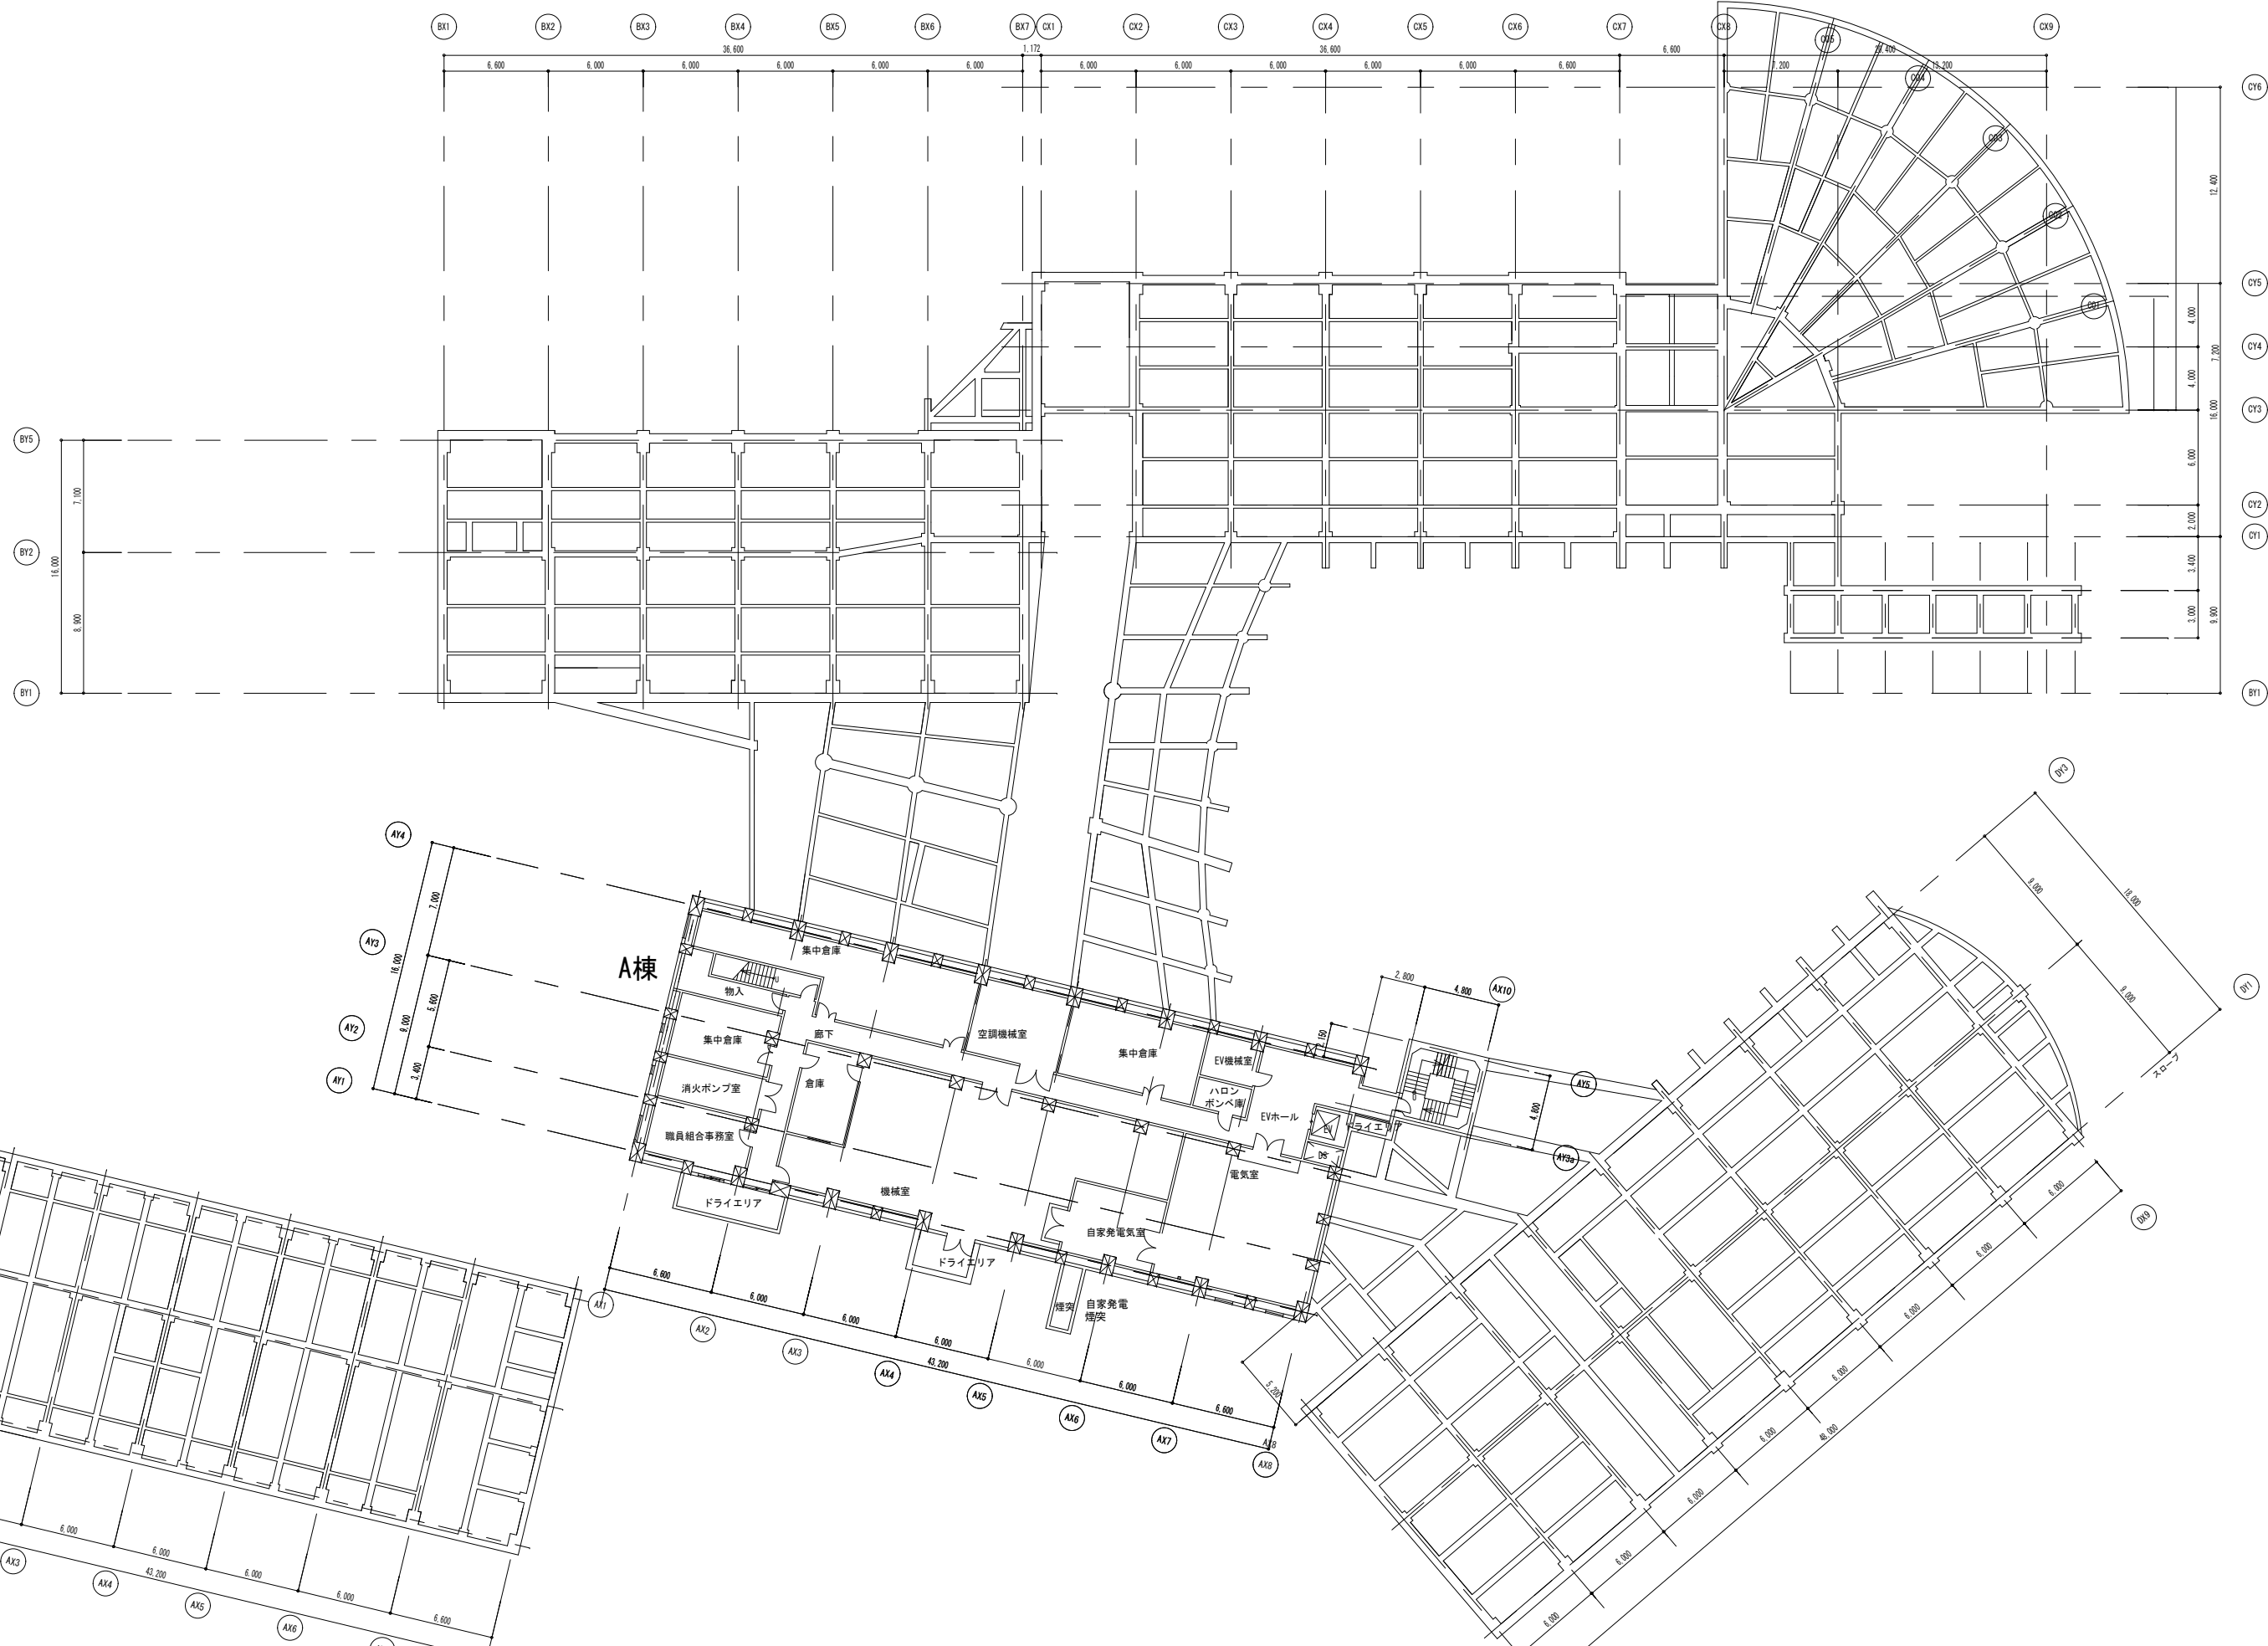 BX1 BX2 BX3 BX4 BX5 BX6 BX7 CX1 CX2 CX3 CX4 CX5 CX6 CX7 CX8 CX9
36,600 1,172 36,600 6,600 20,400
6,600 6,000 6,000 6,000 6,000 6,000 6,000 6,000 6,000 6,000 6,000 6,600 7,200 13,200
CY6
CY5
CY4
CY3
CY2
CY1
BY1
12,400
4,000
7,200
4,000
16,000
6,000
2,000
3,400
3,000
9,900
BY5
BY2
BY1
7,100
16,000
8,900
AY4
AY3
AY2
AY1
7,000
16,000
9,000
5,600
3,400
A棟
集中倉庫
物入
集中倉庫
廊下
空調機械室
集中倉庫
EV機械室
消火ポンプ室
倉庫
ハロン
ボンベ庫
EVホール
EV
ドライエリア
DS
職員組合事務室
電気室
機械室
ドライエリア
自家発電気室
ドライエリア
煙突
自家発電
煙突
2,800
4,800
AX10
2,150
AY5
4,800
AY3a
DY3
DY1
9,000
18,000
9,000
スロープ
DX9
6,000
6,000
6,000
6,000
6,000
6,000
6,000
6,000
48,000
5,200
AX1
AX2
AX3
AX4
AX5
AX6
AX7
AX8
AX8
6,600
6,000
6,000
6,000
6,000
6,000
6,600
43,200
AX3
AX4
AX5
AX6
6,000
6,000
6,000
6,000
6,600
43,200